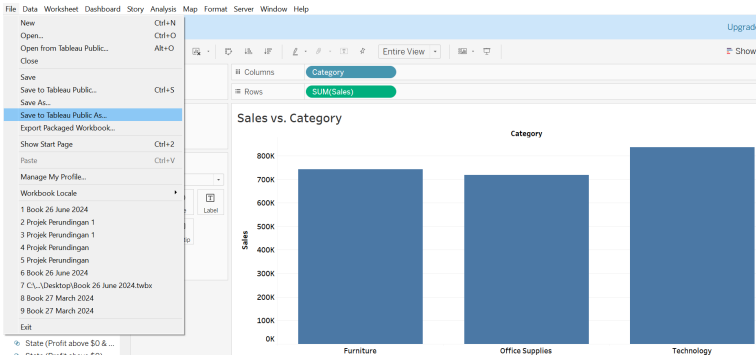 File Data Worksheet Dashboard Story Analysis Map Format Server Window Help
New Ctrl+N
Open... Ctrl+O
Open from Tableau Public... Alt+O
Close
Save
Save to Tableau Public... Ctrl+S
Save As...
Save to Tableau Public As...
Export Packaged Workbook...
Show Start Page Ctrl+2
Paste Ctrl+V
Manage My Profile...
Workbook Locale
1 Book 26 June 2024
2 Projek Perundingan 1
3 Projek Perundingan 1
4 Projek Perundingan
5 Projek Perundingan
6 Book 26 June 2024
7 C:\...\Desktop\Book 26 June 2024.twbx
8 Book 27 March 2024
9 Book 27 March 2024
Exit
State (Profit above $0 & ...
Upgrade
Entire View
Show
Columns
Category
Rows
SUM(Sales)
Label
Sales vs. Category
Category
Sales
800K
700K
600K
500K
400K
300K
200K
100K
0K
Furniture
Office Supplies
Technology